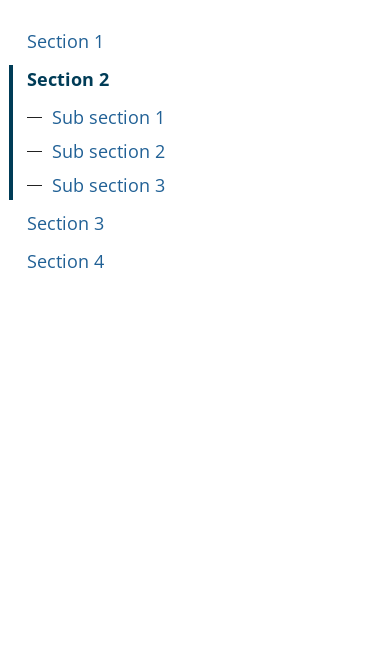 Section 1
Section 2
— Sub section 1
— Sub section 2
— Sub section 3
Section 3
Section 4